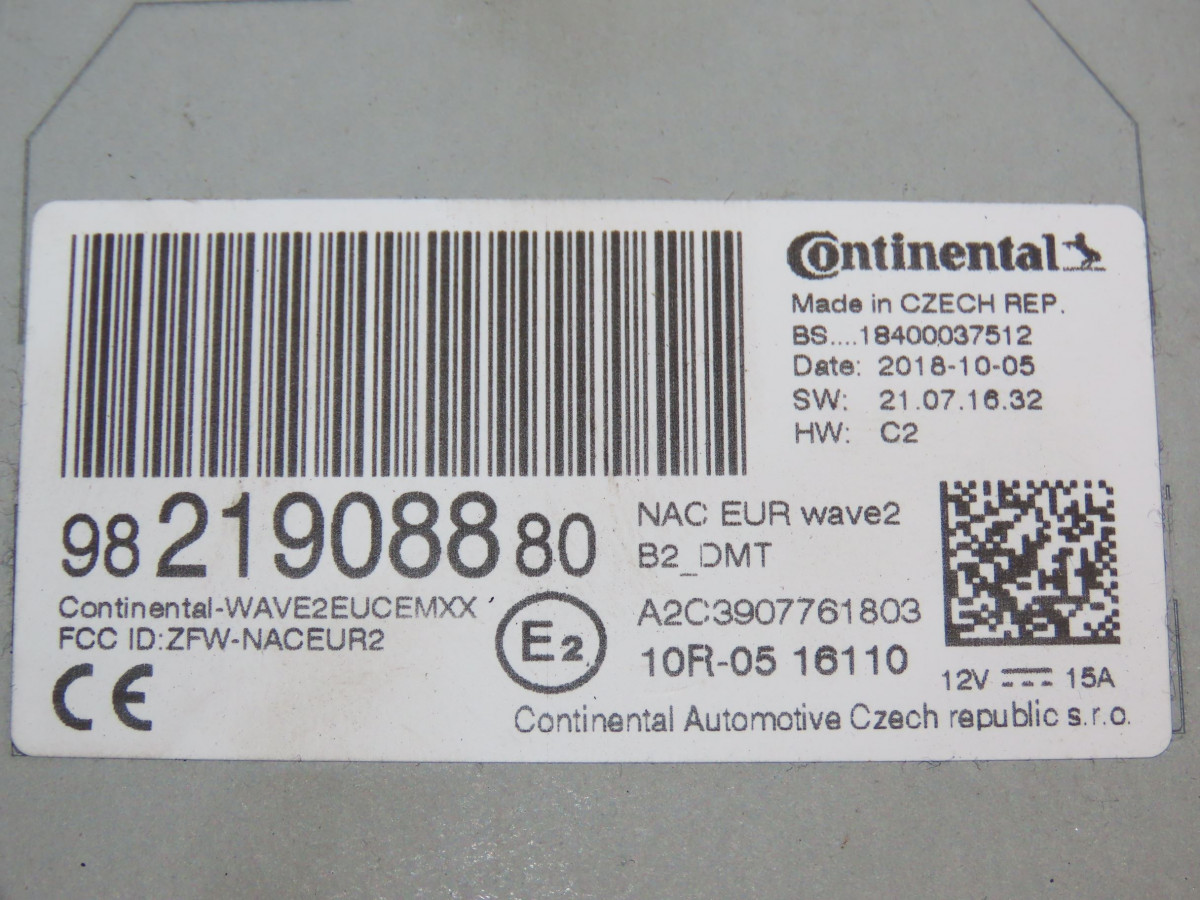 Continental
Made in CZECH REP.
BS....18400037512
Date: 2018-10-05
SW: 21.07.16.32
HW: C2
98 219088 80
NAC EUR wave2
B2_DMT
Continental-WAVE2EUCEMXX
FCC ID:ZFW-NACEUR2
E2
A2C3907761803
10R-05 16110
CE
12V 15A
Continental Automotive Czech republic s.r.o.